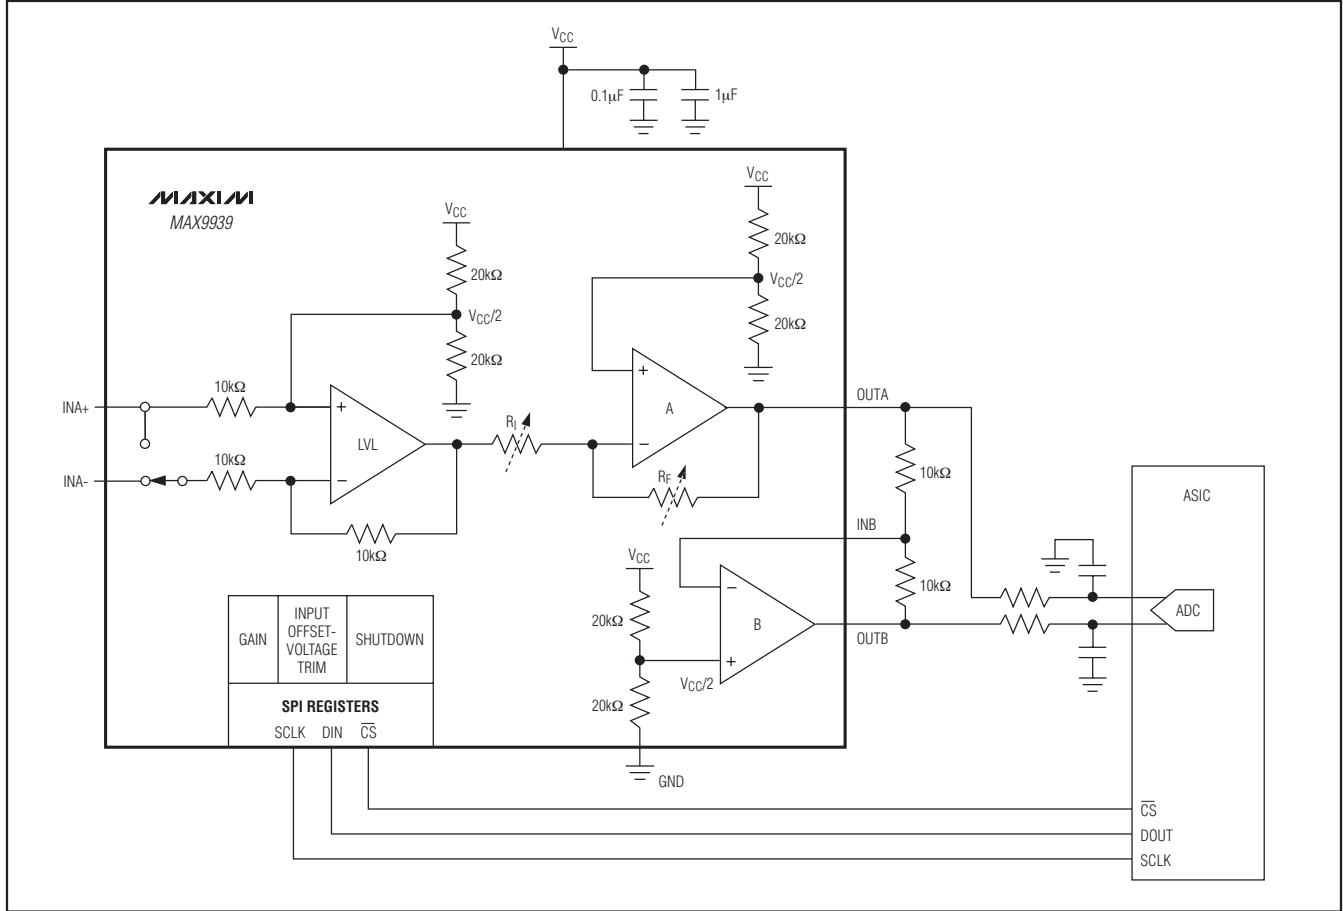 VCC
0.1µF
1µF
MAXIM
MAX9939
VCC
20kΩ
VCC/2
20kΩ
VCC
20kΩ
VCC/2
20kΩ
INA+
10kΩ
+
LVL
INA-
10kΩ
−
10kΩ
RI
+
A
−
RF
OUTA
10kΩ
INB
10kΩ
OUTB
VCC
20kΩ
VCC/2
20kΩ
−
B
+
GND
ASIC
ADC
GAIN
INPUT
OFFSET-
VOLTAGE
TRIM
SHUTDOWN
SPI REGISTERS
SCLK DIN C̅S̅
C̅S̅
DOUT
SCLK